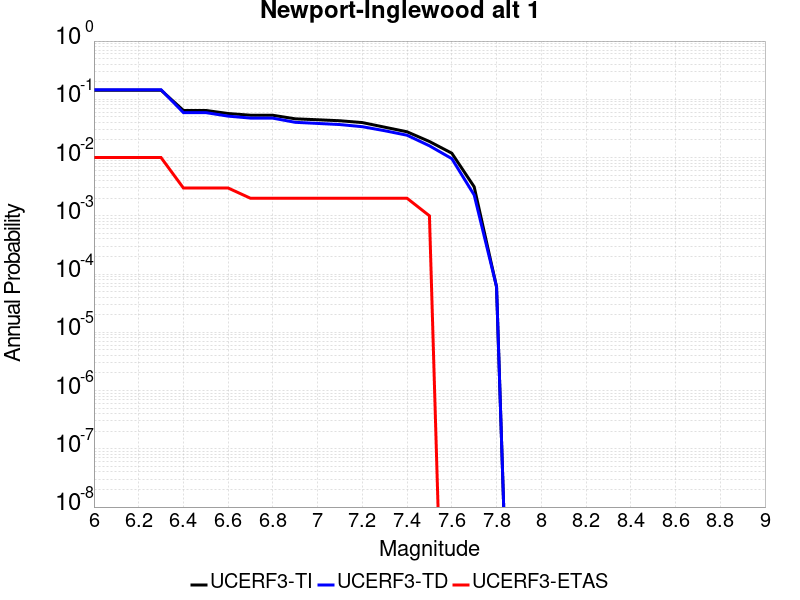 Newport-Inglewood alt 1
10^0
10^-1
10^-2
10^-3
10^-4
10^-5
10^-6
10^-7
10^-8
Annual Probability
6 6.2 6.4 6.6 6.8 7 7.2 7.4 7.6 7.8 8 8.2 8.4 8.6 8.8 9
Magnitude
UCERF3-TI UCERF3-TD UCERF3-ETAS